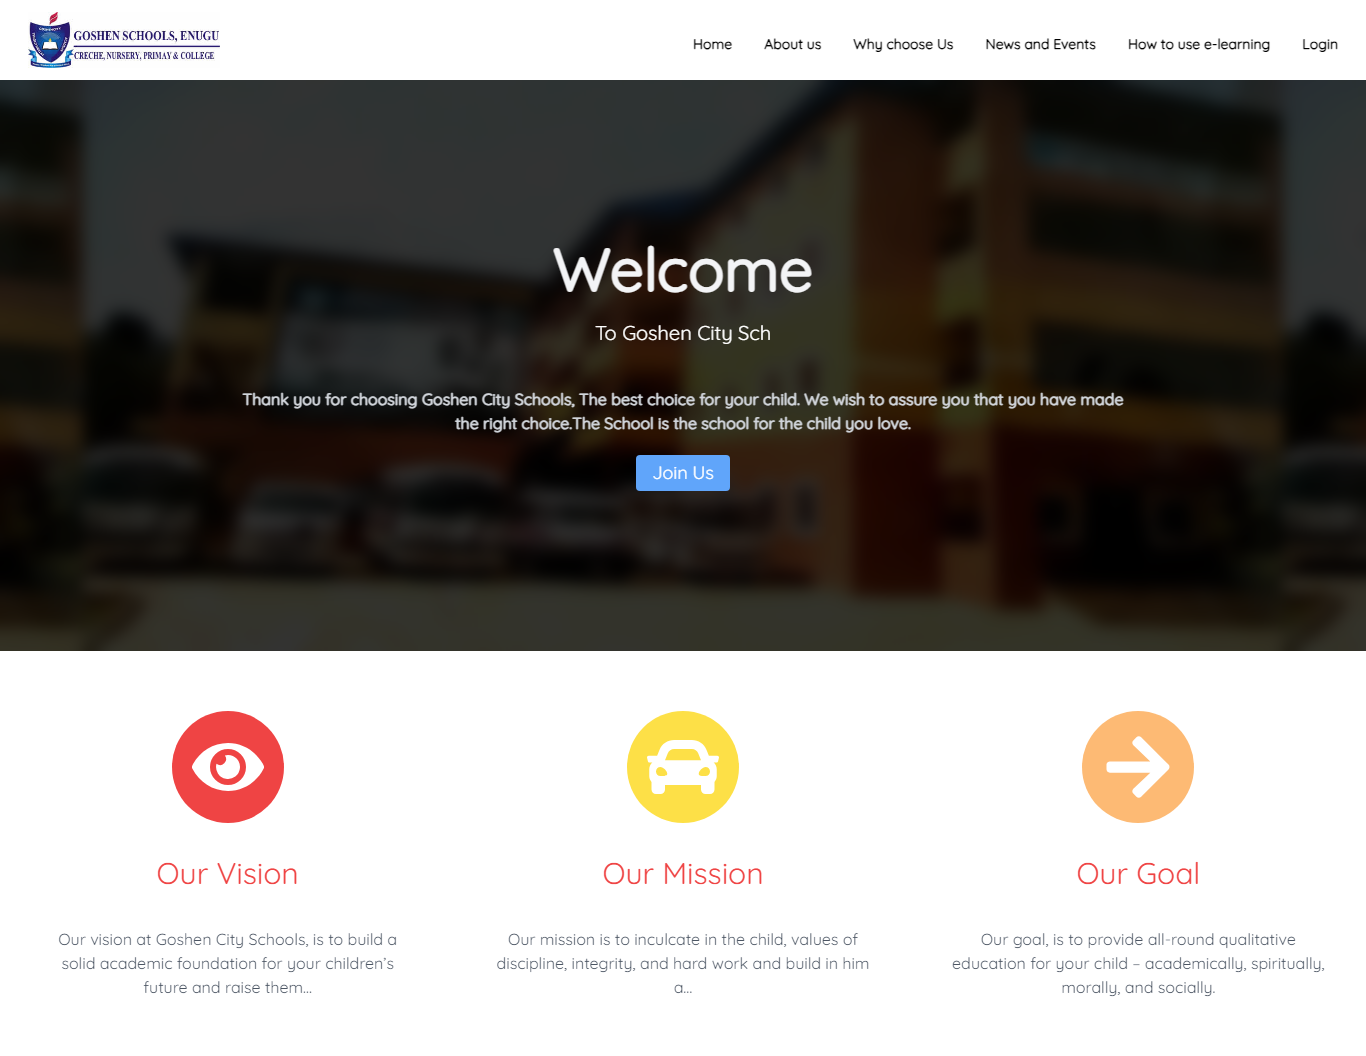 GOSHEN SCHOOLS, ENUGU
CRECHE, NURSERY, PRIMAY & COLLEGE
Home About us Why choose Us News and Events How to use e-learning Login
Welcome
To Goshen City Sch
Thank you for choosing Goshen City Schools, The best choice for your child. We wish to assure you that you have made
the right choice.The School is the school for the child you love.
Join Us
Our Vision
Our vision at Goshen City Schools, is to build a
solid academic foundation for your children's
future and raise them...
Our Mission
Our mission is to inculcate in the child, values of
discipline, integrity, and hard work and build in him
a...
Our Goal
Our goal, is to provide all-round qualitative
education for your child – academically, spiritually,
morally, and socially.